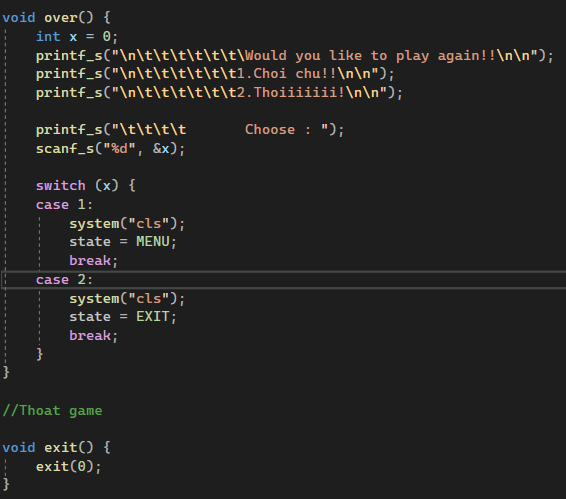 void over() {
    int x = 0;
    printf_s("\n\t\t\t\t\t\t\Would you like to play again!!\n\n");
    printf_s("\n\t\t\t\t\t\t\t1.Choi chu!!\n\n");
    printf_s("\n\t\t\t\t\t\t\t2.Thoiiiiiii!\n\n");

    printf_s("\t\t\t\t       Choose : ");
    scanf_s("%d", &x);

    switch (x) {
    case 1:
        system("cls");
        state = MENU;
        break;
    case 2:
        system("cls");
        state = EXIT;
        break;
    }
}

//Thoat game

void exit() {
    exit(0);
}